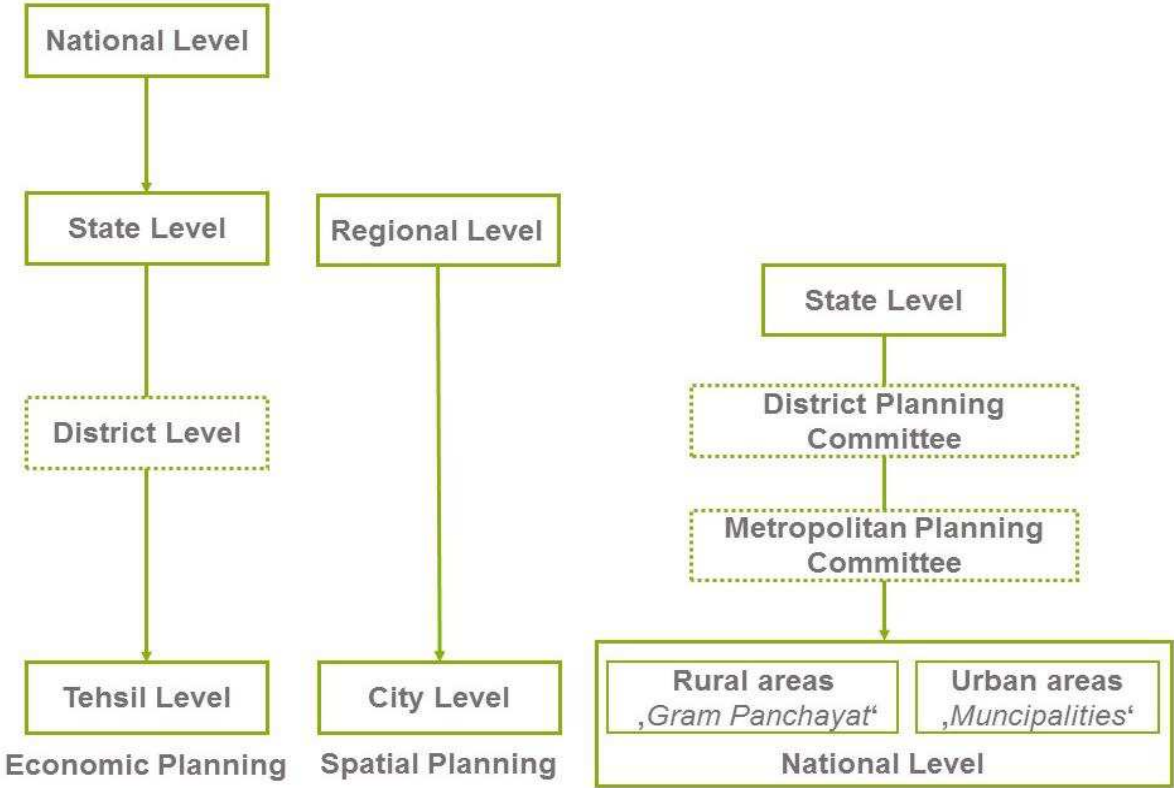 National Level
State Level
District Level
Tehsil Level
Economic Planning
Regional Level
City Level
Spatial Planning
State Level
District Planning
Committee
Metropolitan Planning
Committee
Rural areas
‚Gram Panchayat‘
Urban areas
‚Muncipalities‘
National Level